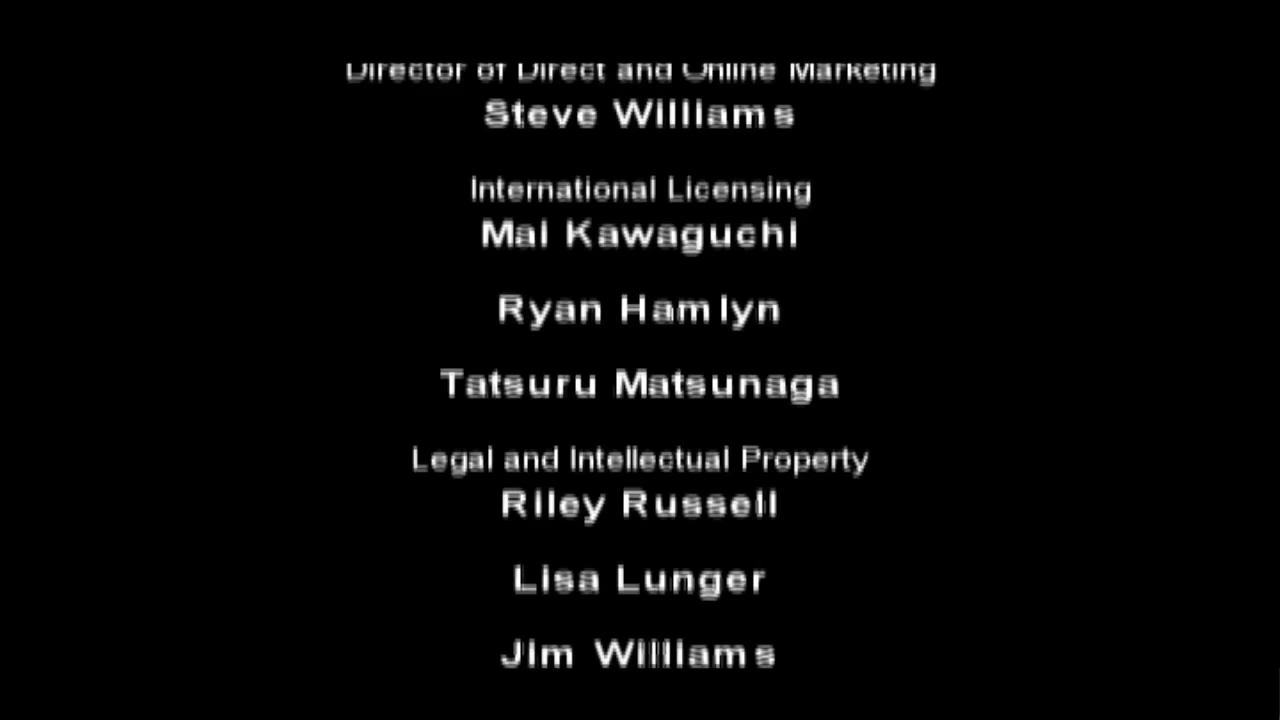 Director of Direct and Online Marketing
Steve Williams
International Licensing
Mai Kawaguchi
Ryan Hamlyn
Tatsuru Matsunaga
Legal and Intellectual Property
Riley Russell
Lisa Lunger
Jim Williams